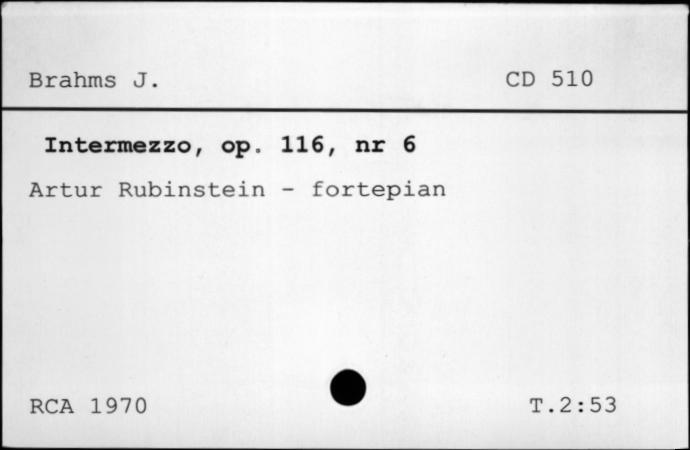 Brahms J. CD 510
Intermezzo, op. 116, nr 6
Artur Rubinstein - fortepian
RCA 1970 T.2:53